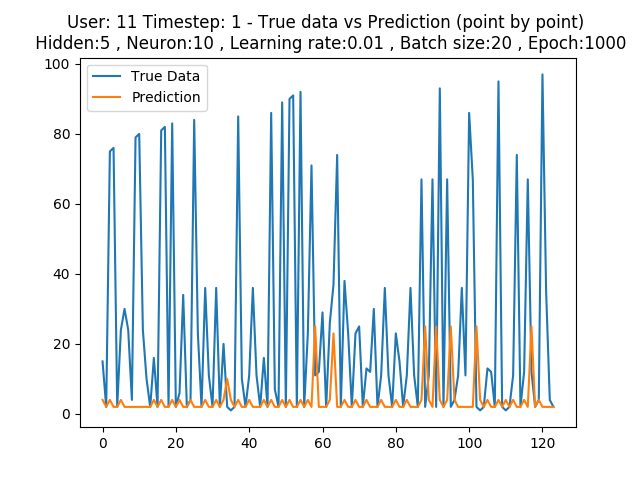 User: 11 Timestep: 1 - True data vs Prediction (point by point)
Hidden:5 , Neuron:10 , Learning rate:0.01 , Batch size:20 , Epoch:1000
100
80
60
40
20
0
True Data
Prediction
0 20 40 60 80 100 120